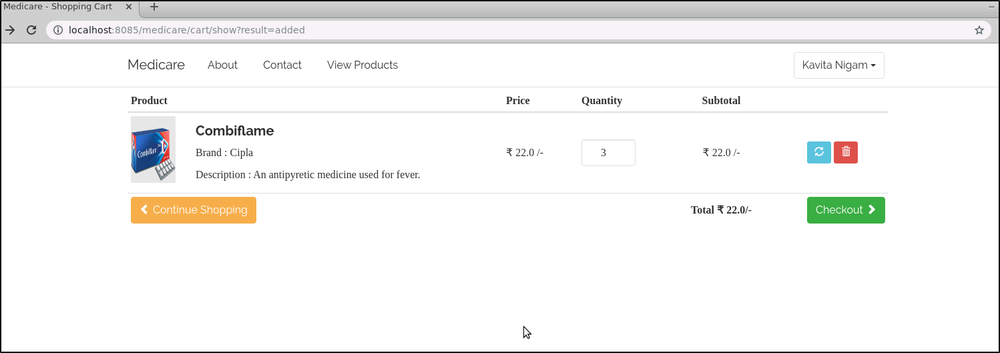 Medicare - Shopping Cart
localhost:8085/medicare/cart/show?result=added
Medicare About Contact View Products Kavita Nigam
Product Price Quantity Subtotal
Combiflame
Brand : Cipla
Description : An antipyretic medicine used for fever.
₹ 22.0 /- 3 ₹ 22.0 /-
Combiflam
Continue Shopping Total ₹ 22.0/- Checkout